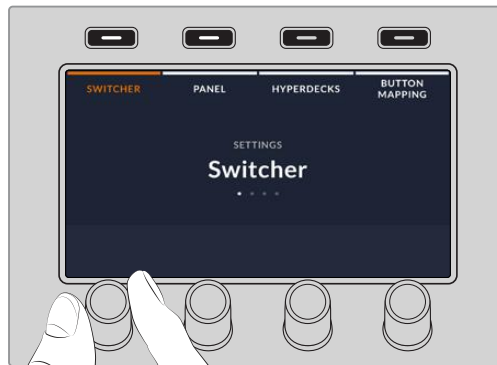 SWITCHER
PANEL
HYPERDECKS
BUTTON
MAPPING
SETTINGS
Switcher